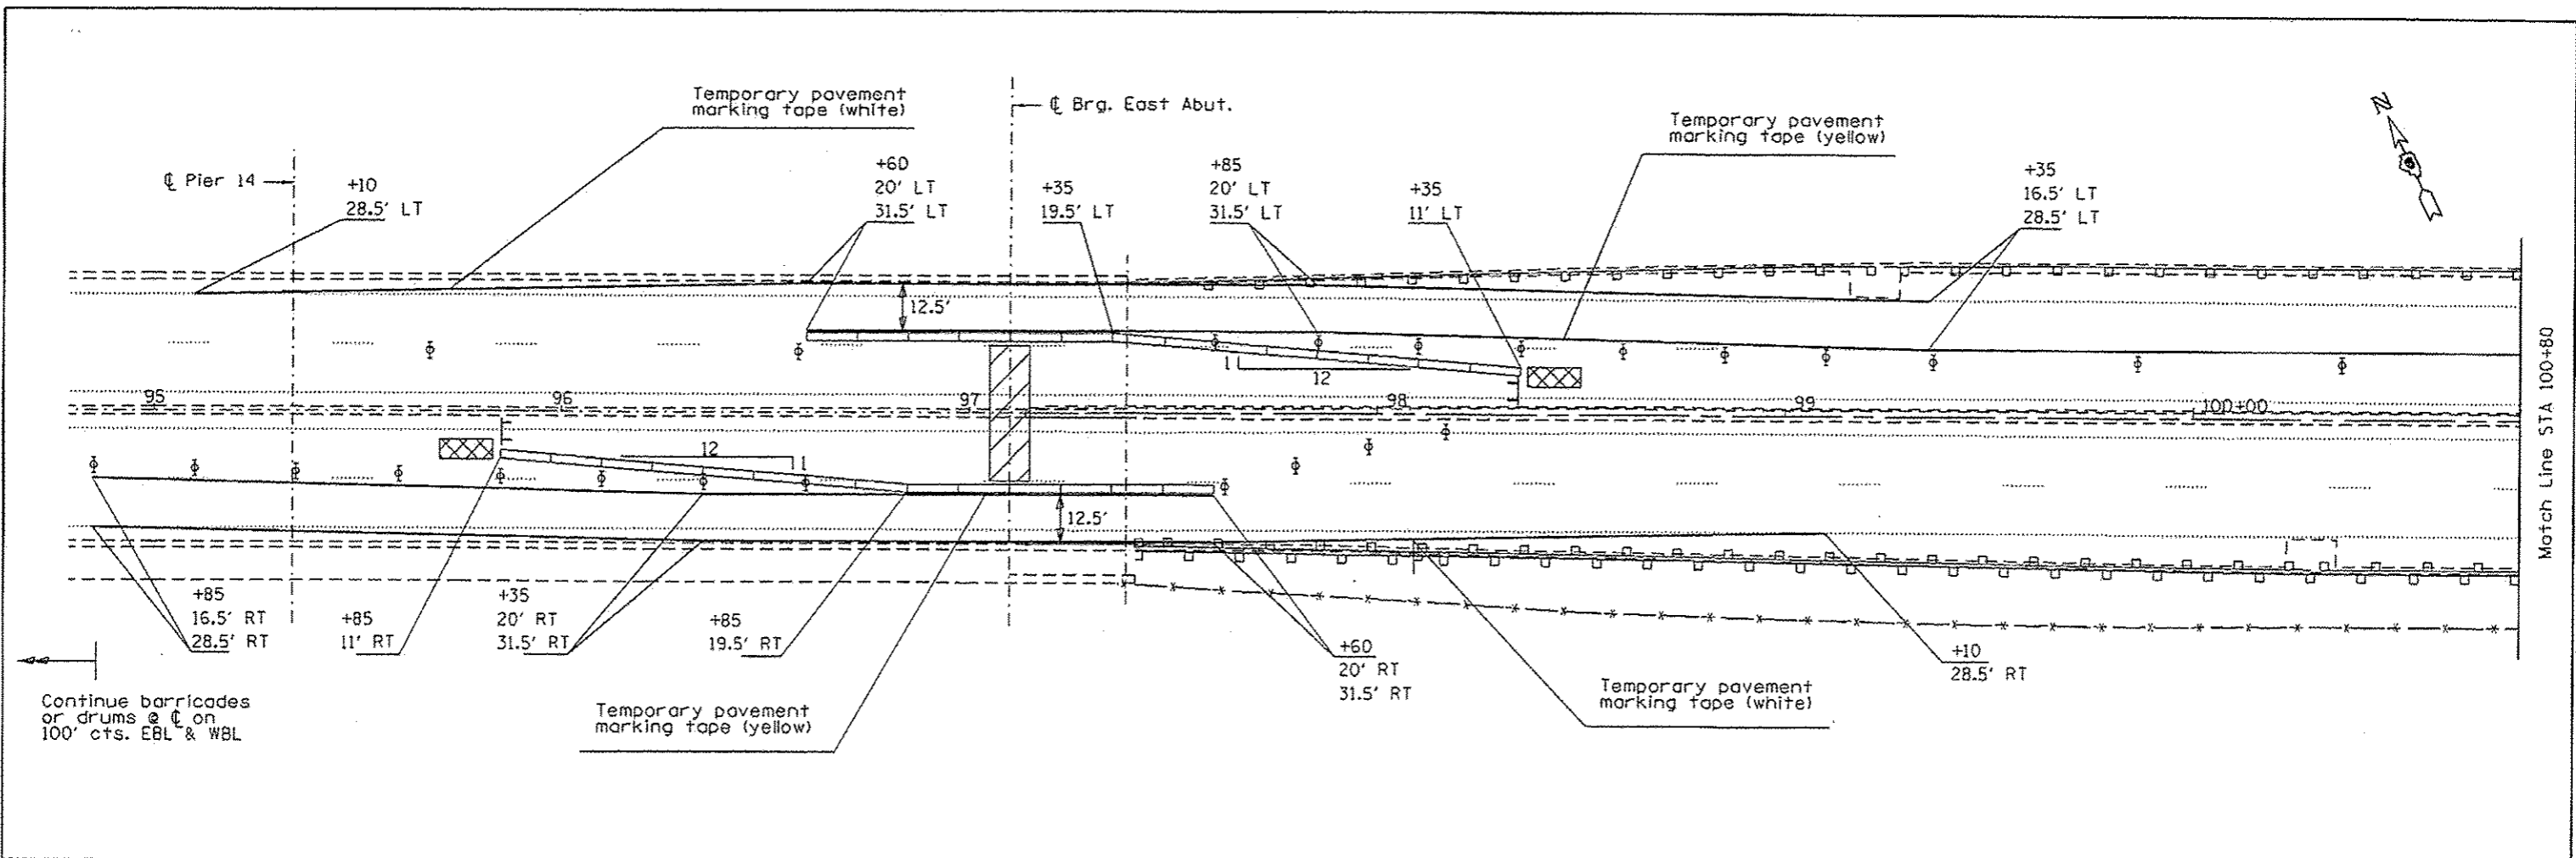 Temporary pavement
marking tape (white)
℄ Brg. East Abut.
Temporary pavement
marking tape (yellow)
N
℄ Pier 14
+10
28.5' LT
+60
20' LT
31.5' LT
+35
19.5' LT
+85
20' LT
31.5' LT
+35
11' LT
+35
16.5' LT
28.5' LT
12.5'
1
12
95
96
97
98
99
100+00
Match Line STA 100+80
12
1
12.5'
+85
16.5' RT
28.5' RT
+85
11' RT
+35
20' RT
31.5' RT
+85
19.5' RT
+60
20' RT
31.5' RT
+10
28.5' RT
Continue barricades
or drums @ ℄ on
100' cts. EBL & WBL
Temporary pavement
marking tape (yellow)
Temporary pavement
marking tape (white)